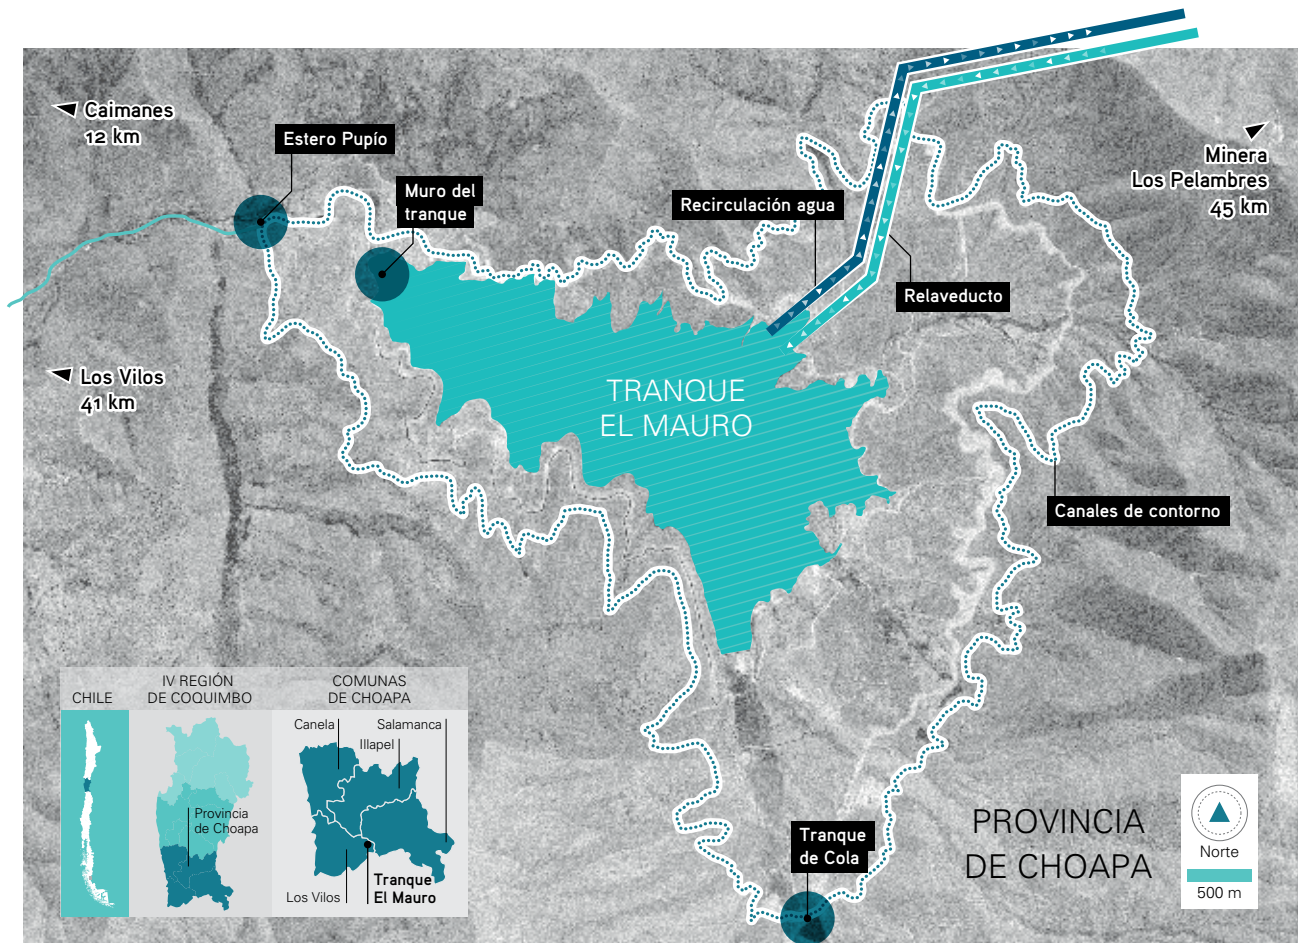 Caimanes
12 km
Estero Pupío
Muro del
tranque
Recirculación agua
Minera
Los Pelambres
45 km
Relaveducto
Los Vilos
41 km
TRANQUE
EL MAURO
Canales de contorno
CHILE
IV REGIÓN
DE COQUIMBO
Provincia
de Choapa
COMUNAS
DE CHOAPA
Canela
Salamanca
Illapel
Los Vilos
Tranque
El Mauro
Tranque
de Cola
PROVINCIA
DE CHOAPA
Norte
500 m